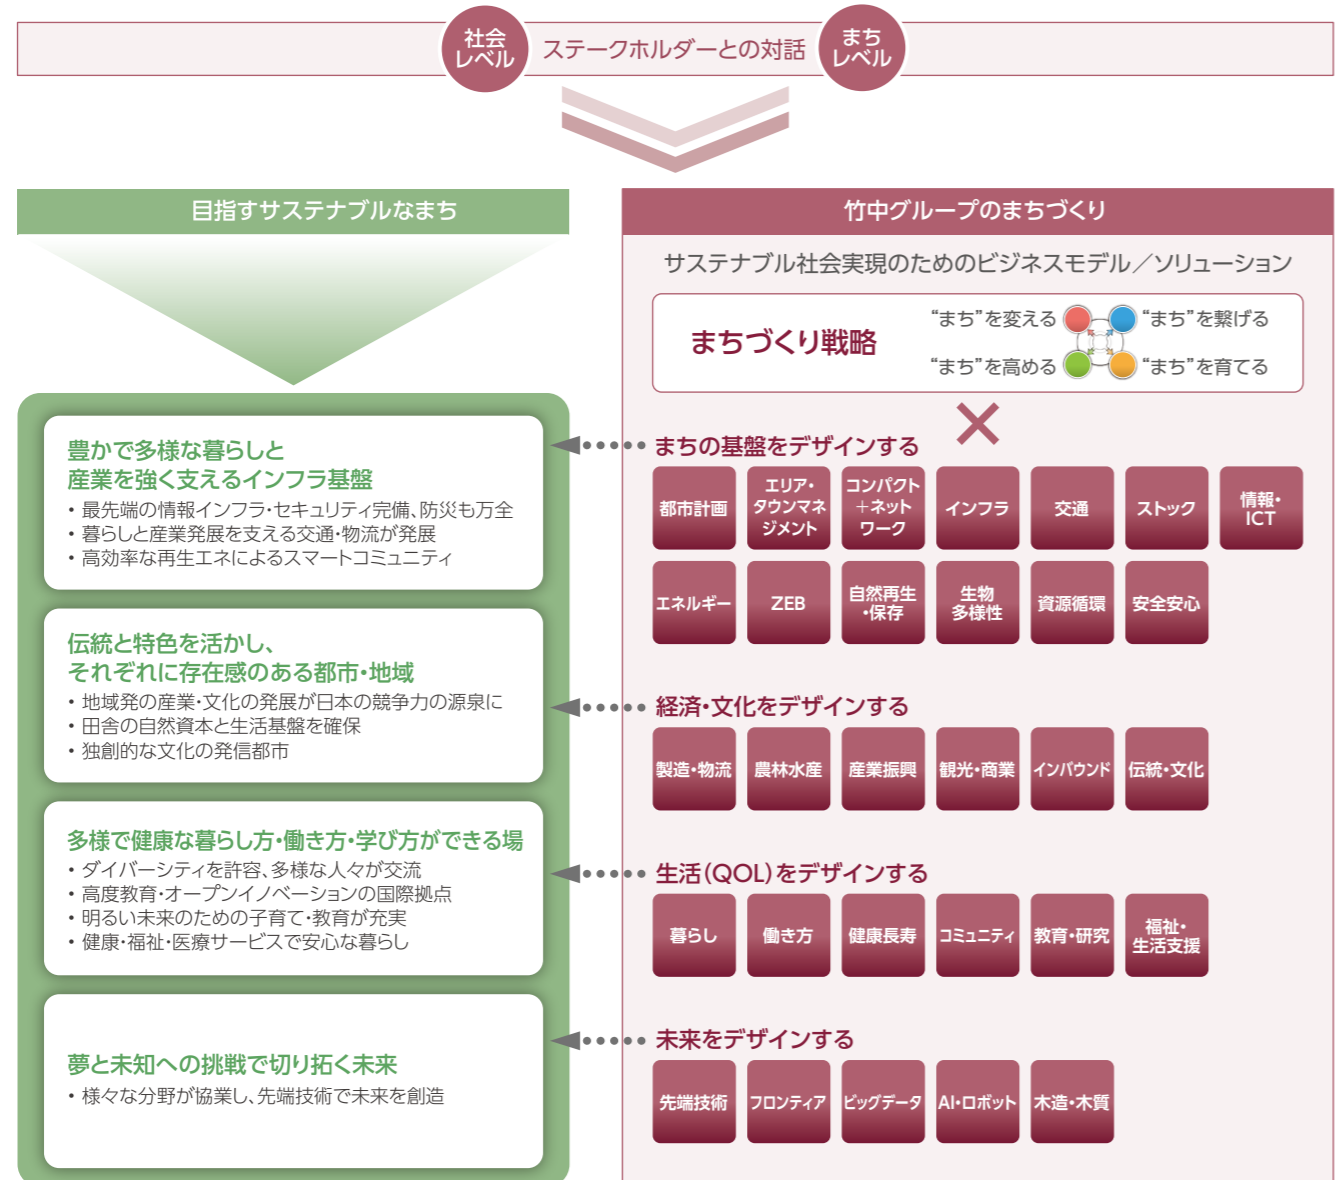 社会
レベル
ステークホルダーとの対話
まち
レベル
目指すサステナブルなまち
豊かで多様な暮らしと
産業を強く支えるインフラ基盤
・最先端の情報インフラ・セキュリティ完備、防災も万全
・暮らしと産業発展を支える交通・物流が発展
・高効率な再生エネによるスマートコミュニティ
伝統と特色を活かし、
それぞれに存在感のある都市・地域
・地域発の産業・文化の発展が日本の競争力の源泉に
・田舎の自然資本と生活基盤を確保
・独創的な文化の発信都市
多様で健康な暮らし方・働き方・学び方ができる場
・ダイバーシティを許容、多様な人々が交流
・高度教育・オープンイノベーションの国際拠点
・明るい未来のための子育て・教育が充実
・健康・福祉・医療サービスで安心な暮らし
夢と未知への挑戦で切り拓く未来
・様々な分野が協業し、先端技術で未来を創造
竹中グループのまちづくり
サステナブル社会実現のためのビジネスモデル／ソリューション
まちづくり戦略
“まち”を変える
“まち”を繋げる
“まち”を高める
“まち”を育てる
×
まちの基盤をデザインする
都市計画
エリア・
タウンマネ
ジメント
コンパクト
＋ネット
ワーク
インフラ
交通
ストック
情報・
ICT
エネルギー
ZEB
自然再生
・保存
生物
多様性
資源循環
安全安心
経済・文化をデザインする
製造・物流
農林水産
産業振興
観光・商業
インバウンド
伝統・文化
生活（QOL）をデザインする
暮らし
働き方
健康長寿
コミュニティ
教育・研究
福祉・
生活支援
未来をデザインする
先端技術
フロンティア
ビッグデータ
AI・ロボット
木造・木質